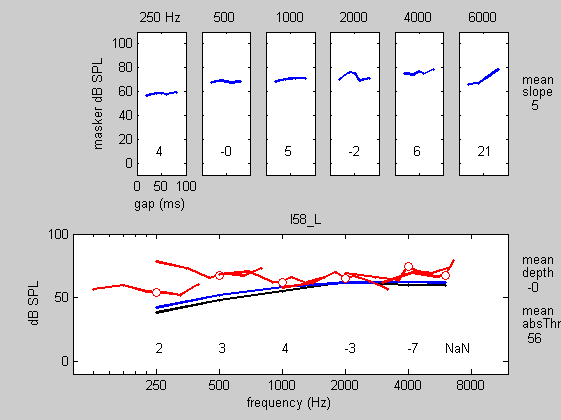 250 Hz 500 1000 2000 4000 6000
100
80
60
40
20
0
masker dB SPL
4 -0 5 -2 6 21
mean
slope
5
0 50 100
gap (ms)
I58_L
100
50
0
dB SPL
2 3 4 -3 -7 NaN
mean
depth
-0
mean
absThr
56
250 500 1000 2000 4000 8000
frequency (Hz)